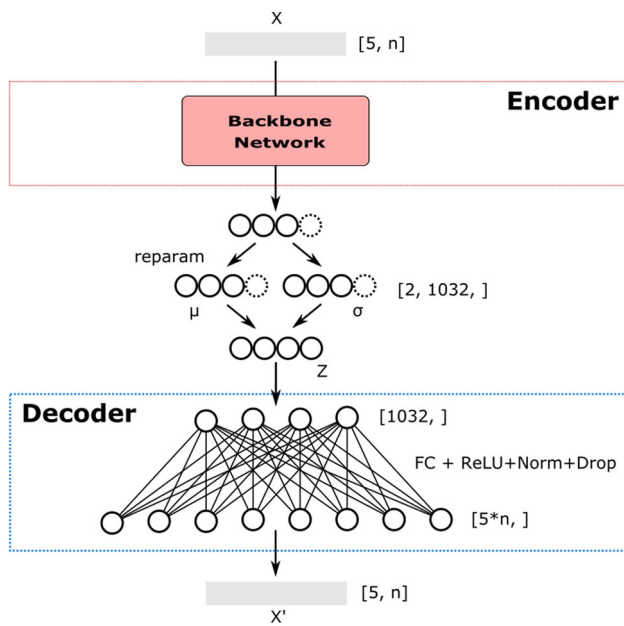 X
[5, n]
Encoder
Backbone
Network
reparam
[2, 1032, ]
μ
σ
Z
Decoder
[1032, ]
FC + ReLU+Norm+Drop
[5*n, ]
[5, n]
X'